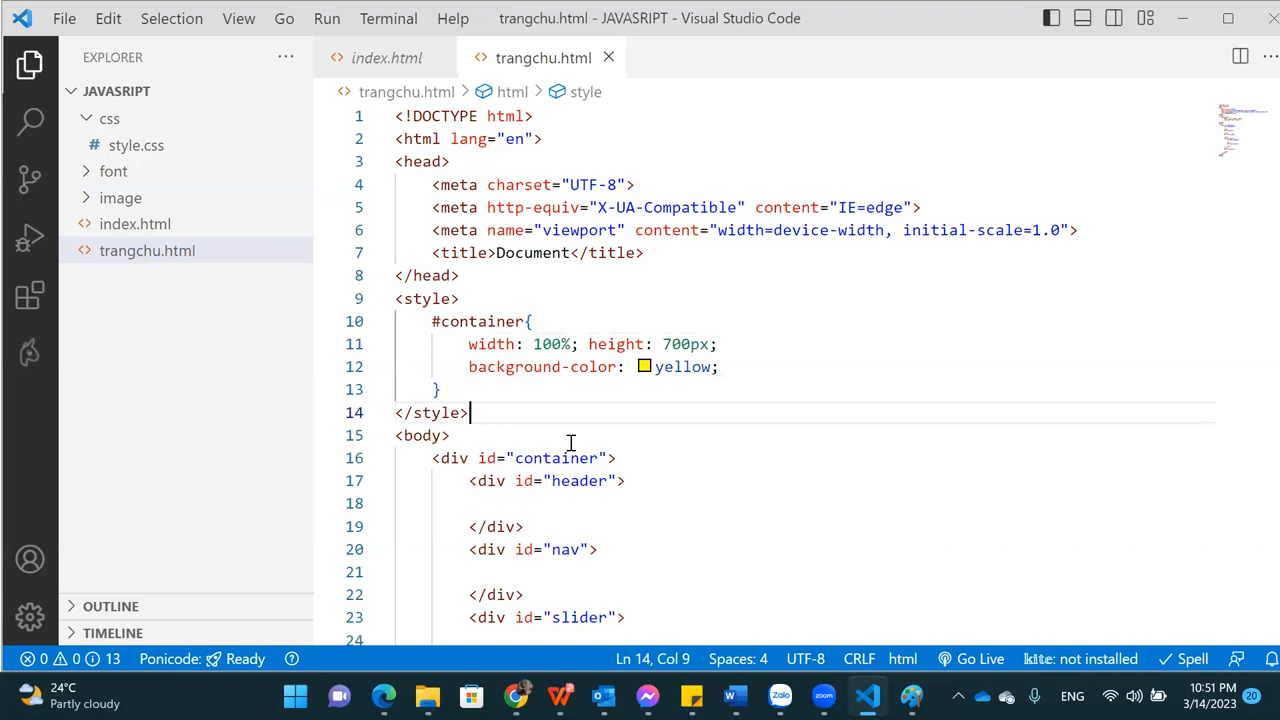 File Edit Selection View Go Run Terminal Help trangchu.html - JAVASRIPT - Visual Studio Code
EXPLORER
JAVASRIPT
css
# style.css
font
image
<> index.html
<> trangchu.html
OUTLINE
TIMELINE
<> index.html <> trangchu.html
<> trangchu.html > html > style
1 <!DOCTYPE html>
2 <html lang="en">
3 <head>
4 <meta charset="UTF-8">
5 <meta http-equiv="X-UA-Compatible" content="IE=edge">
6 <meta name="viewport" content="width=device-width, initial-scale=1.0">
7 <title>Document</title>
8 </head>
9 <style>
10 #container{
11 width: 100%; height: 700px;
12 background-color: yellow;
13 }
14 </style>
15 <body>
16 <div id="container">
17 <div id="header">
18
19 </div>
20 <div id="nav">
21
22 </div>
23 <div id="slider">
24
0 0 13 Ponicode: Ready Ln 14, Col 9 Spaces: 4 UTF-8 CRLF html Go Live kite: not installed Spell
24°C
Partly cloudy
Zalo zoom
ENG
10:51 PM
3/14/2023
20